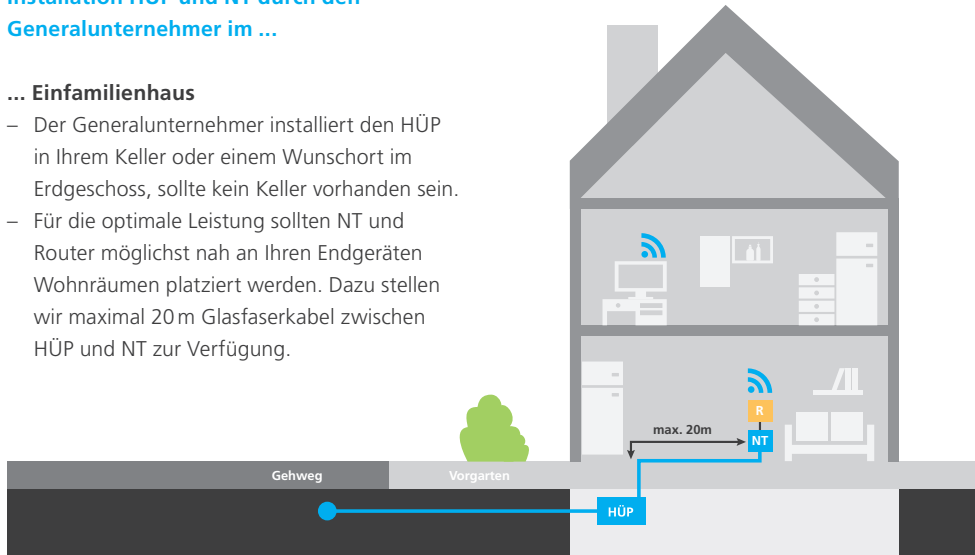 Installation HÜP und NT durch den
Generalunternehmer im ...
... Einfamilienhaus
– Der Generalunternehmer installiert den HÜP
in Ihrem Keller oder einem Wunschort im
Erdgeschoss, sollte kein Keller vorhanden sein.
– Für die optimale Leistung sollten NT und
Router möglichst nah an Ihren Endgeräten
Wohnräumen platziert werden. Dazu stellen
wir maximal 20 m Glasfaserkabel zwischen
HÜP und NT zur Verfügung.
R
max. 20m
NT
Gehweg
Vorgarten
HÜP